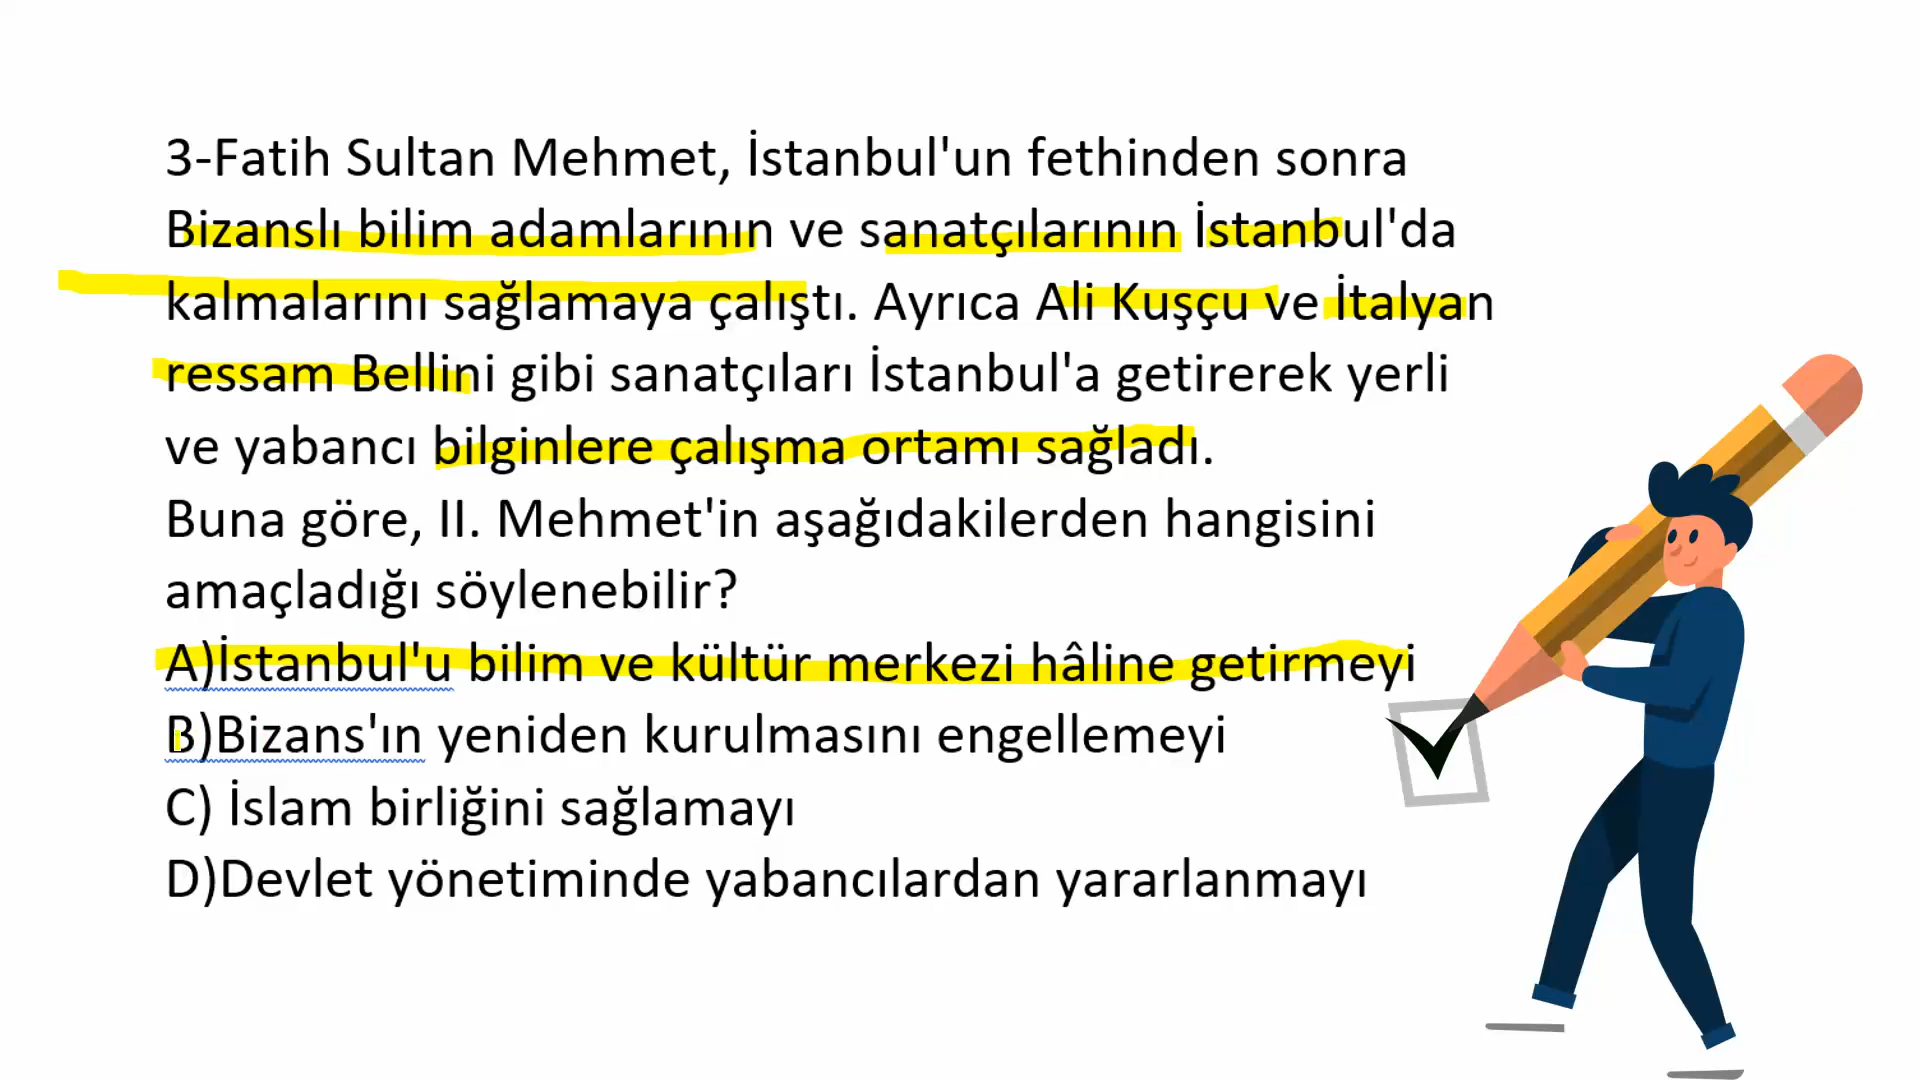 3-Fatih Sultan Mehmet, İstanbul'un fethinden sonra
Bizanslı bilim adamlarının ve sanatçılarının İstanbul'da
kalmalarını sağlamaya çalıştı. Ayrıca Ali Kuşçu ve İtalyan
ressam Bellini gibi sanatçıları İstanbul'a getirerek yerli
ve yabancı bilginlere çalışma ortamı sağladı.
Buna göre, II. Mehmet'in aşağıdakilerden hangisini
amaçladığı söylenebilir?
A)İstanbul'u bilim ve kültür merkezi hâline getirmeyi
B)Bizans'ın yeniden kurulmasını engellemeyi
C) İslam birliğini sağlamayı
D)Devlet yönetiminde yabancılardan yararlanmayı